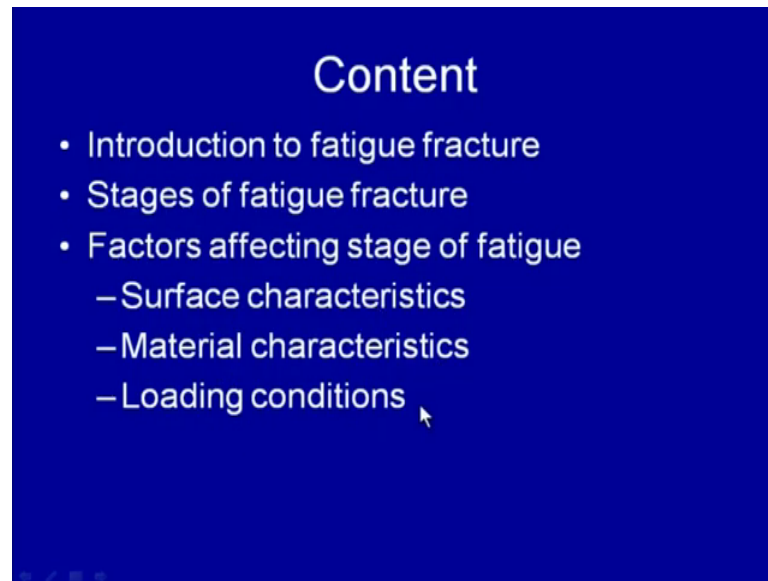 Content
• Introduction to fatigue fracture
• Stages of fatigue fracture
• Factors affecting stage of fatigue
–Surface characteristics
–Material characteristics
–Loading conditions